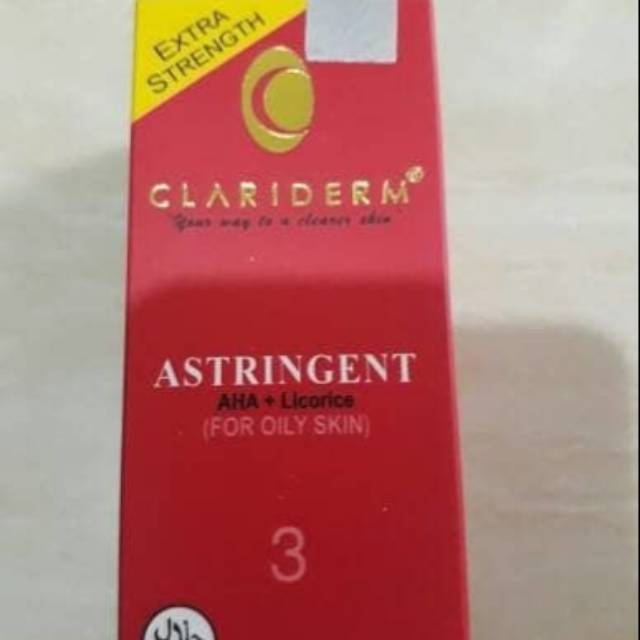 EXTRA
STRENGTH
CLARIDERM®
"Your way to a clearer skin"
ASTRINGENT
AHA + Licorice
(FOR OILY SKIN)
3
حلال